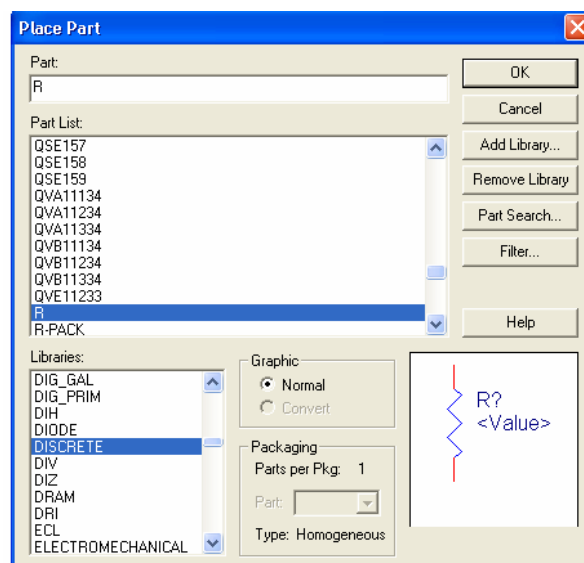 Place Part
Part:
R
Part List:
QSE157
QSE158
QSE159
QVA11134
QVA11234
QVA11334
QVB11134
QVB11234
QVB11334
QVE11233
R
R-PACK
OK
Cancel
Add Library...
Remove Library
Part Search...
Filter...
Help
Libraries:
DIG_GAL
DIG_PRIM
DIH
DIODE
DISCRETE
DIV
DIZ
DRAM
DRI
ECL
ELECTROMECHANICAL
Graphic
Normal
Convert
Packaging
Parts per Pkg: 1
Part:
Type: Homogeneous
R?
<Value>